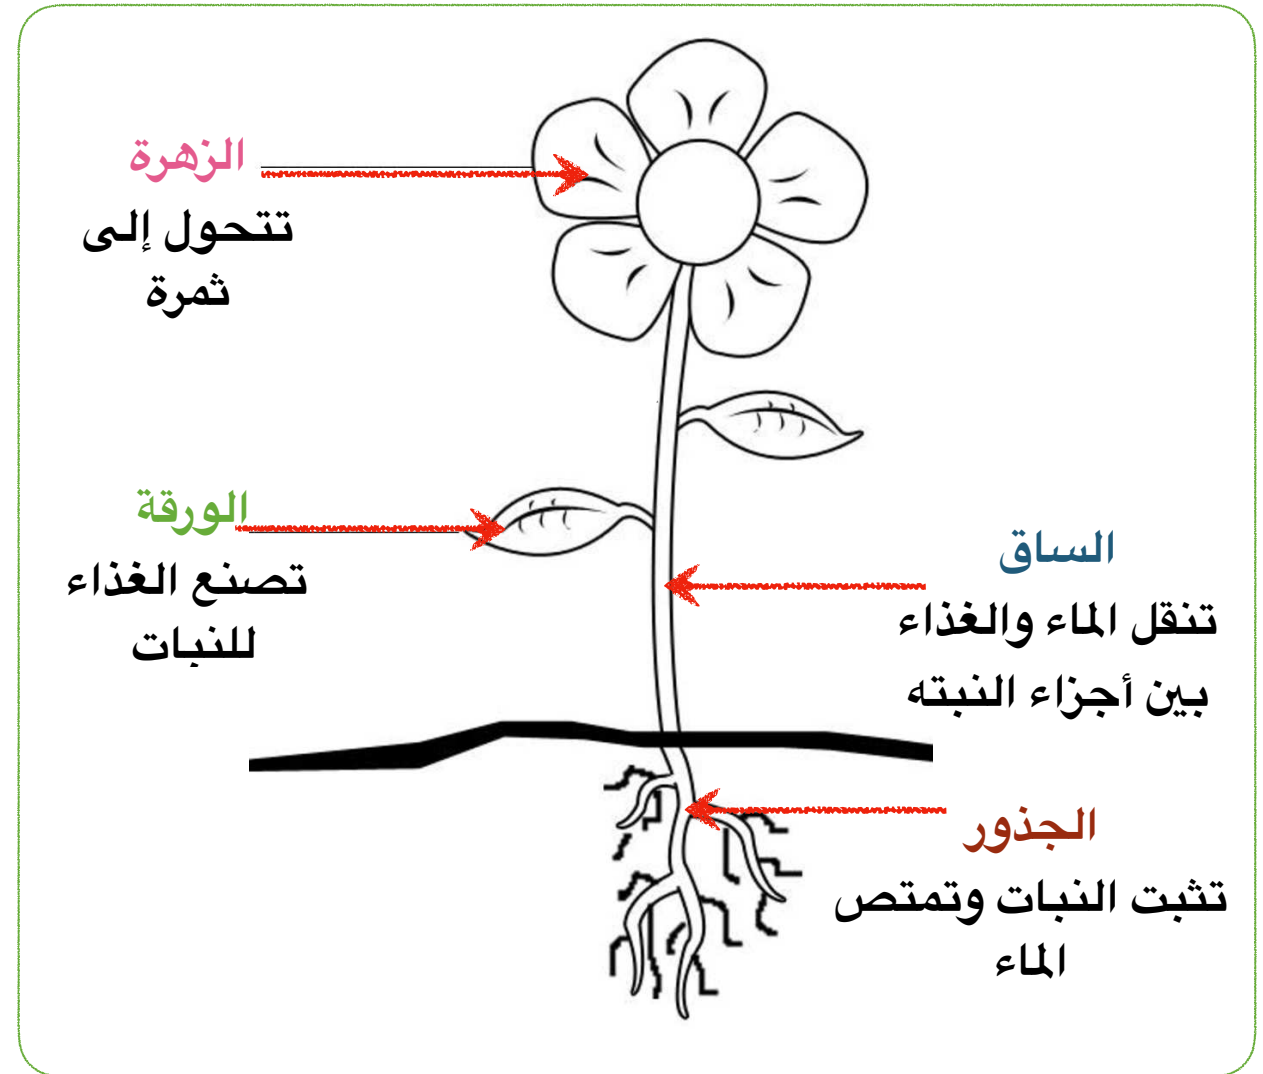 الزهرة
تتحول إلى
ثمرة
الورقة
تصنع الغذاء
للنبات
الساق
تنقل الماء والغذاء
بين أجزاء النبته
الجذور
تثبت النبات وتمتص
الماء